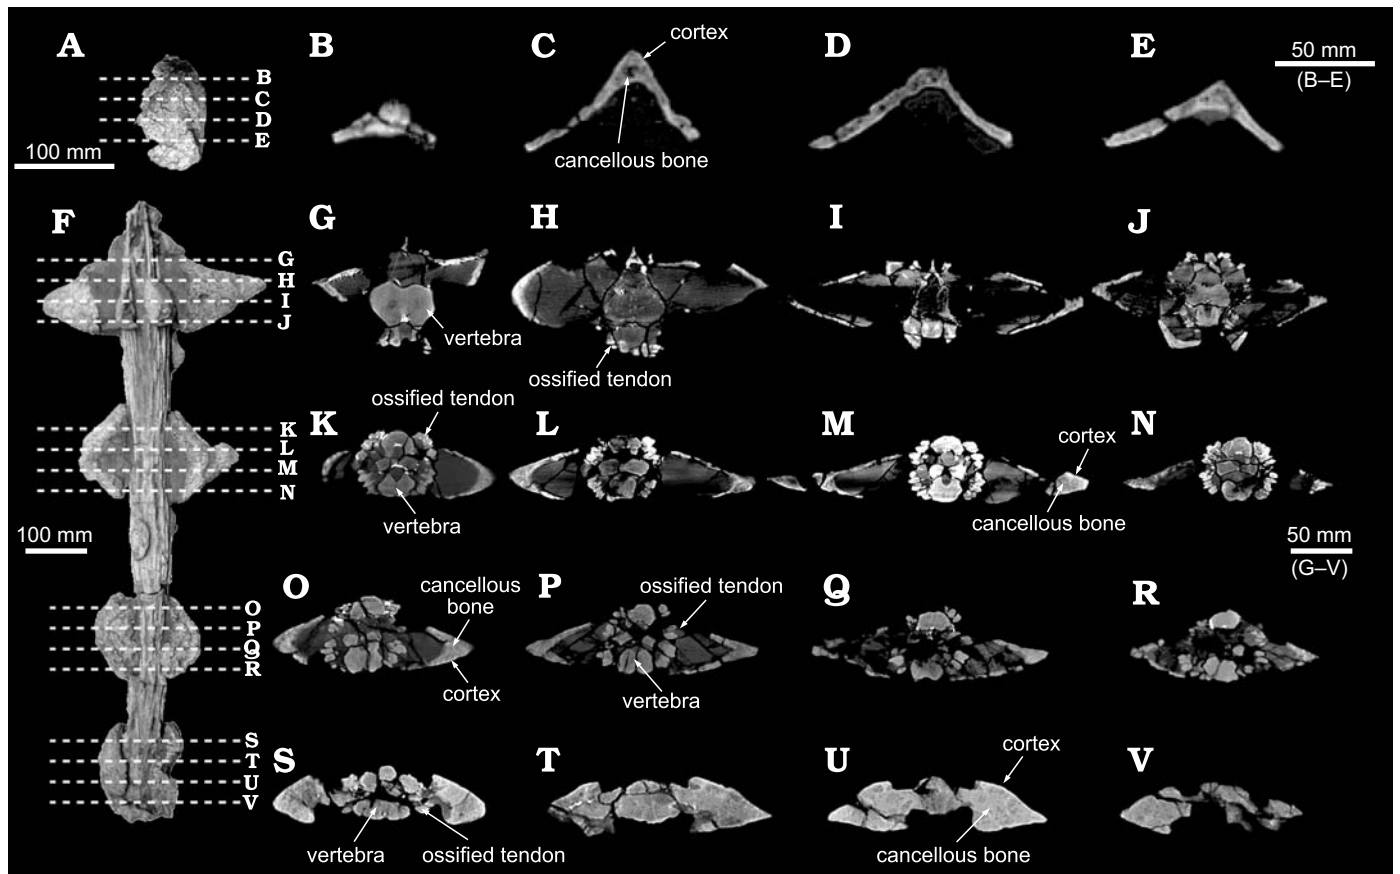 A
B
C
D
E
100 mm
B
C
cortex
cancellous bone
D
E
50 mm
(B–E)
F
G
H
I
J
K
L
M
N
100 mm
O
P
Q
R
S
T
U
V
G
vertebra
H
ossified tendon
I
J
K
ossified tendon
vertebra
L
M
cortex
cancellous bone
N
50 mm
(G–V)
O
cancellous
bone
cortex
P
ossified tendon
vertebra
Q
R
S
vertebra
ossified tendon
T
U
cortex
cancellous bone
V